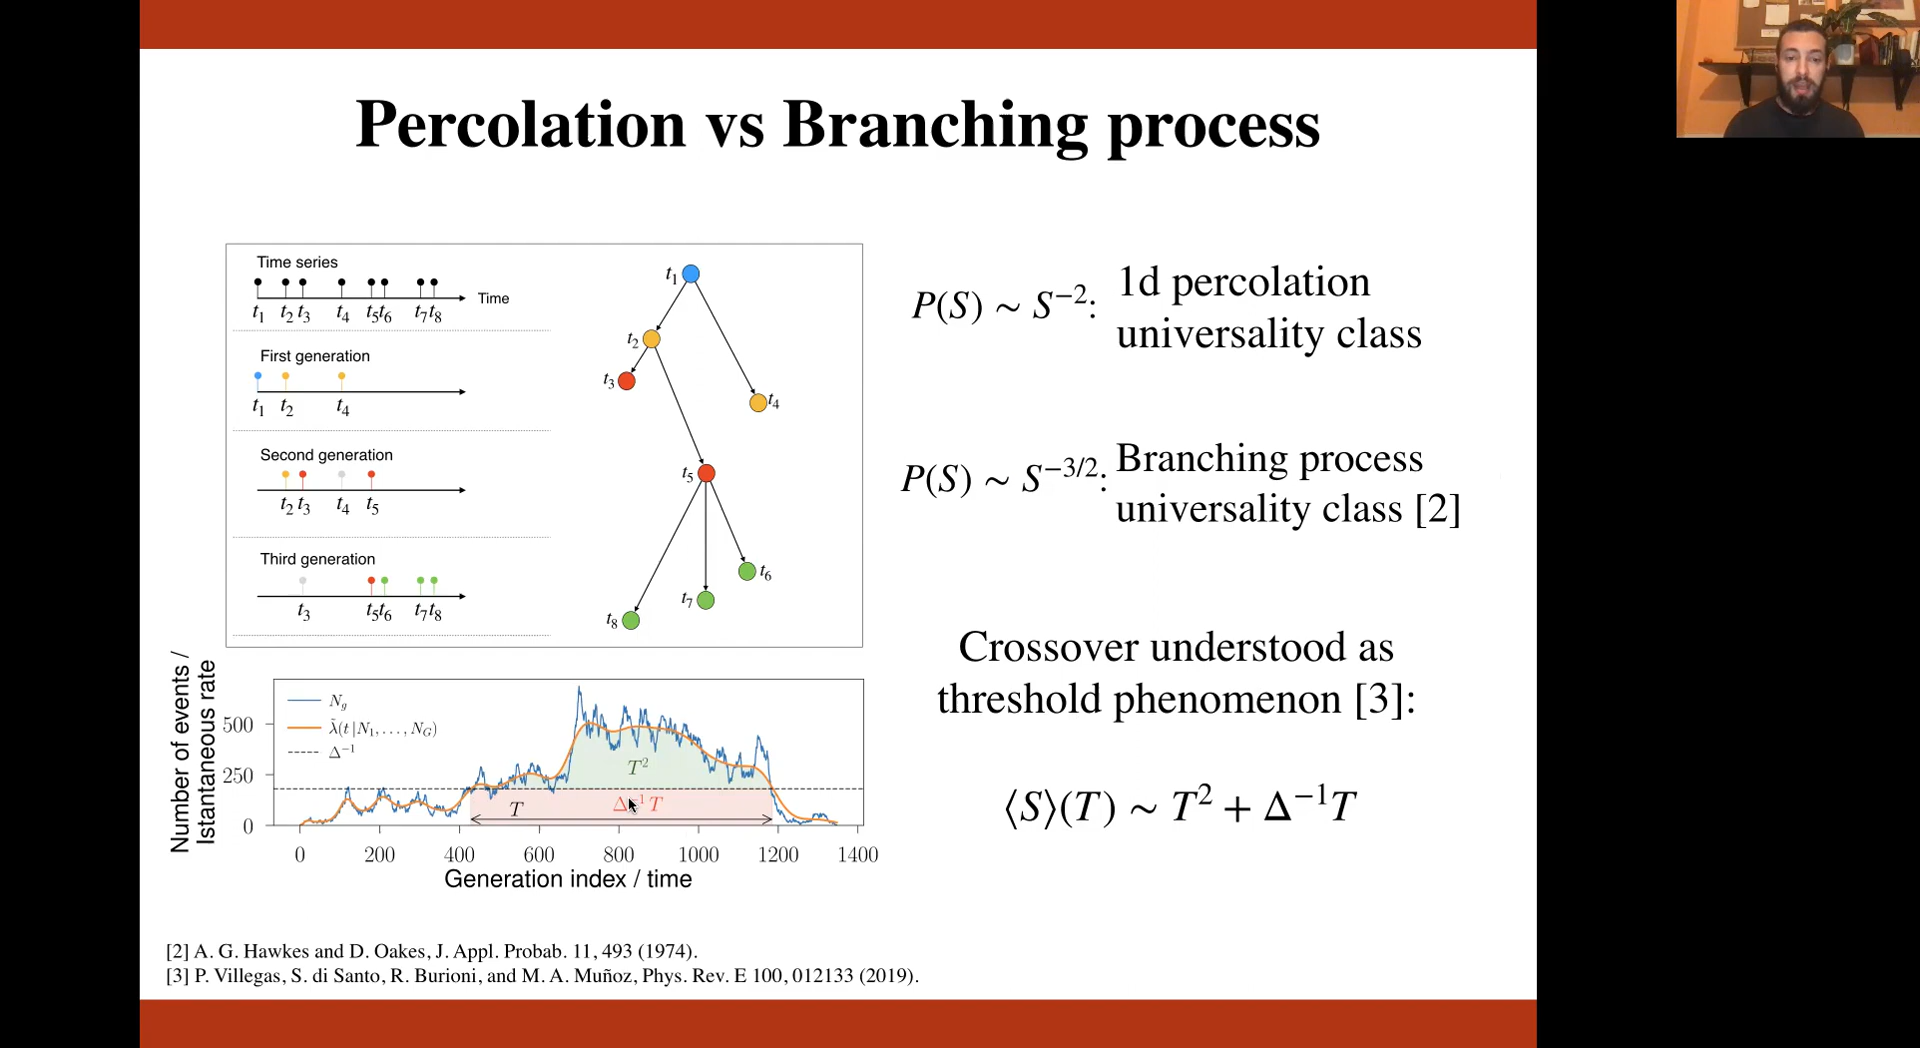 Percolation vs Branching process
Time series
Time
t1 t2 t3 t4 t5 t6 t7 t8
First generation
t1 t2 t4
Second generation
t2 t3 t4 t5
Third generation
t3 t5 t6 t7 t8
t1
t2
t3
t4
t5
t6
t7
t8
P(S) ~ S⁻²: 1d percolation
universality class
P(S) ~ S⁻³/²: Branching process
universality class [2]
Crossover understood as
threshold phenomenon [3]:
⟨S⟩(T) ~ T² + Δ⁻¹T
Number of events /
Istantaneous rate
500
250
0
N_g
λ̃(t|N₁, . . . , N_G)
Δ⁻¹
T²
T
Δ⁻¹T
0 200 400 600 800 1000 1200 1400
Generation index / time
[2] A. G. Hawkes and D. Oakes, J. Appl. Probab. 11, 493 (1974).
[3] P. Villegas, S. di Santo, R. Burioni, and M. A. Muñoz, Phys. Rev. E 100, 012133 (2019).